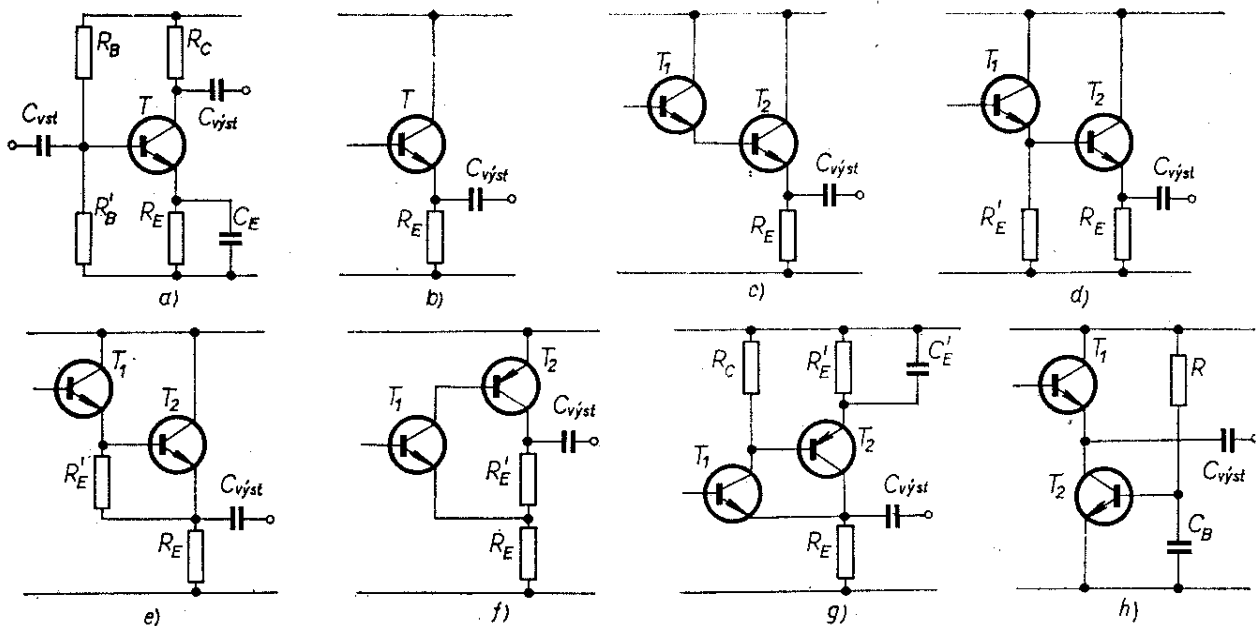 R_B
R_C
C_vst
T
C_výst
R'_B
R_E
C_E
a)
T
C_výst
R_E
b)
T_1
T_2
C_výst
R_E
c)
T_1
T_2
C_výst
R'_E
R_E
d)
T_1
T_2
R'_E
C_výst
R_E
e)
T_2
T_1
C_výst
R'_E
R_E
f)
R_C
R'_E
C'_E
T_2
T_1
C_výst
R_E
g)
T_1
R
C_výst
T_2
C_B
h)